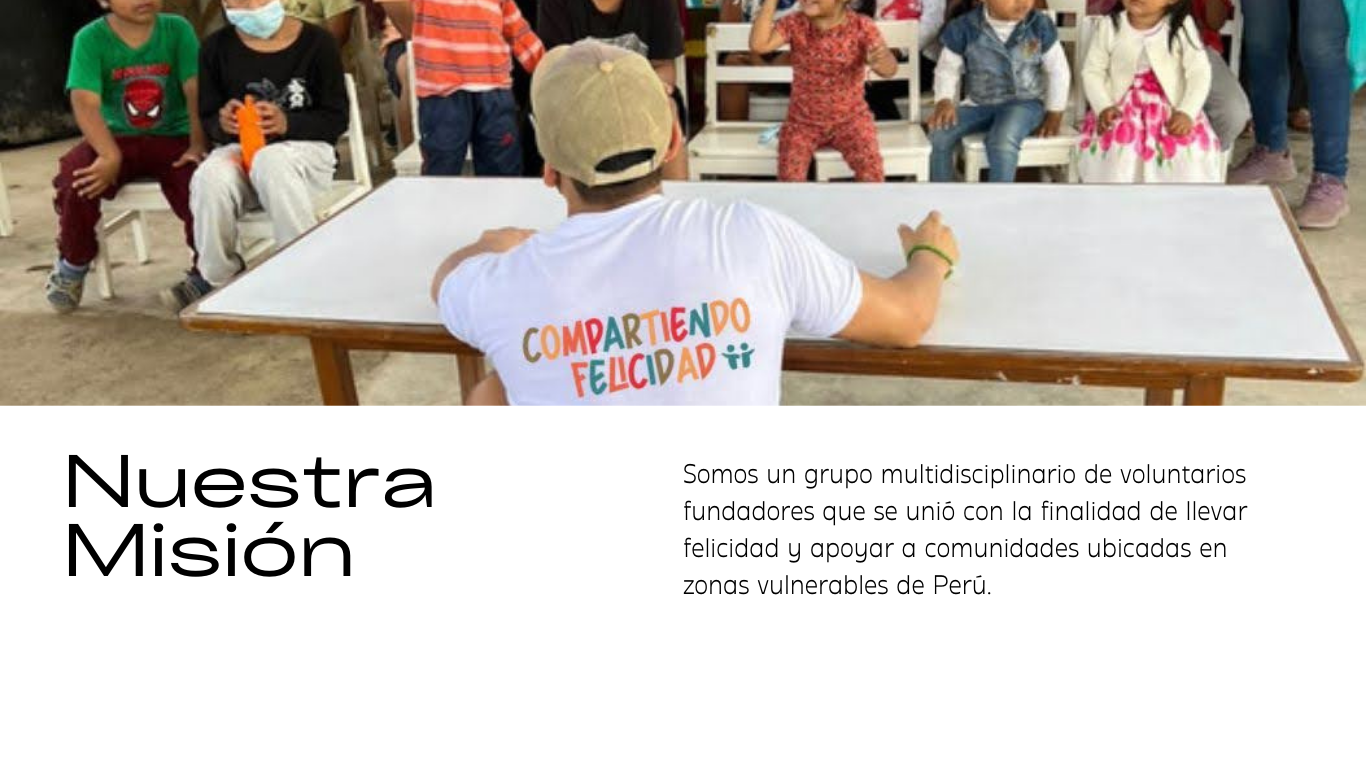 COMPARTIENDO
FELICIDAD
Nuestra
Misión
Somos un grupo multidisciplinario de voluntarios
fundadores que se unió con la finalidad de llevar
felicidad y apoyar a comunidades ubicadas en
zonas vulnerables de Perú.